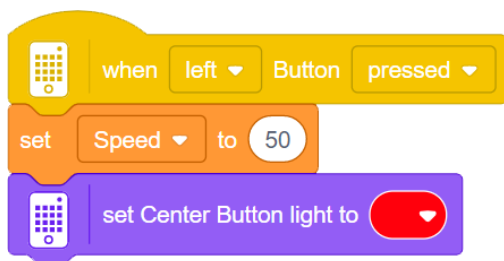 when left Button pressed
set Speed to 50
set Center Button light to